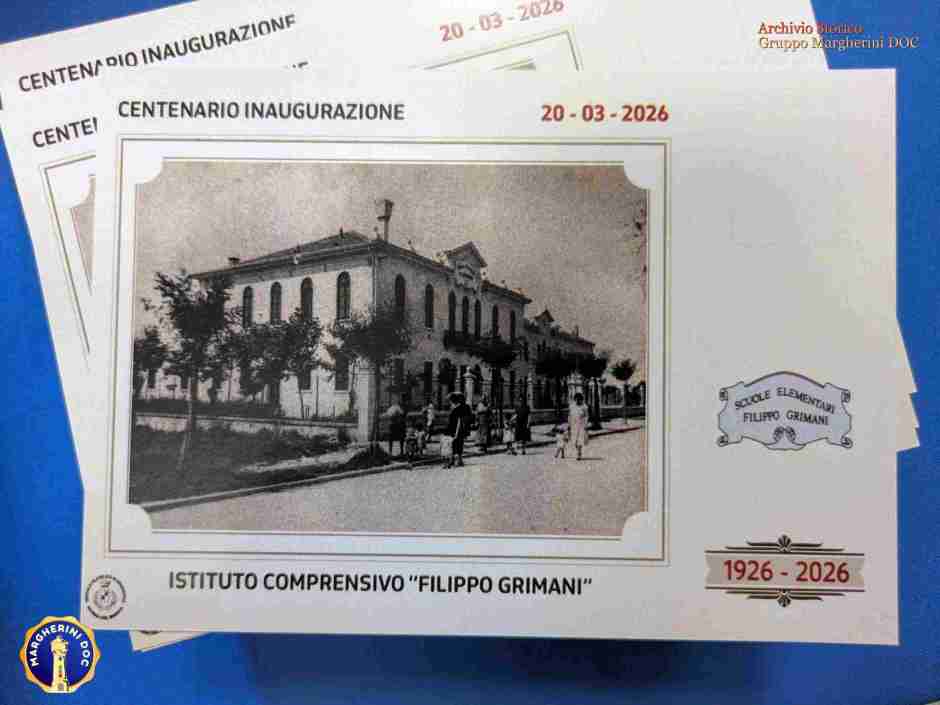 CENTENARIO INAUGURAZIONE
20 - 03 - 2026
Archivio Storico
Gruppo Margherini DOC
CENTENARIO INAUGURAZIONE 20 - 03 - 2026
CENTE
SCUOLE ELEMENTARI
FILIPPO GRIMANI
ISTITUTO COMPRENSIVO "FILIPPO GRIMANI"
1926 - 2026
MARGHERINI DOC